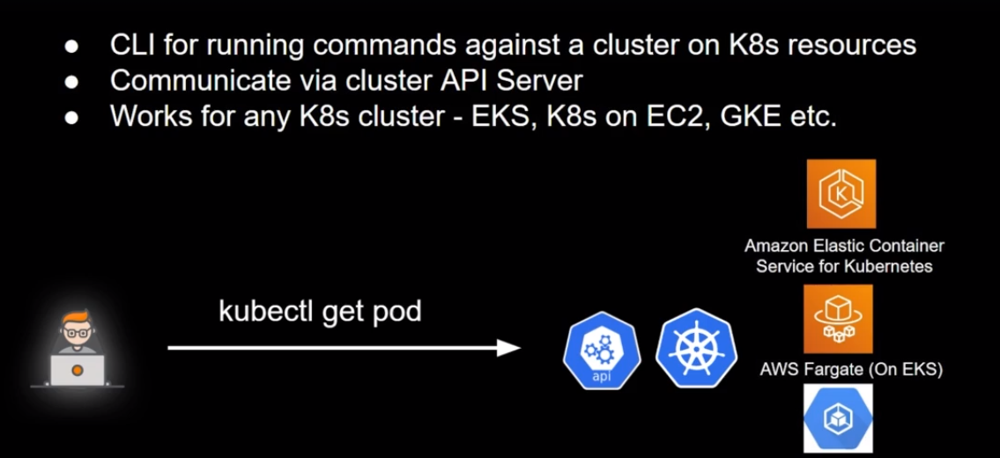 ● CLI for running commands against a cluster on K8s resources
● Communicate via cluster API Server
● Works for any K8s cluster - EKS, K8s on EC2, GKE etc.
K
Amazon Elastic Container
Service for Kubernetes
kubectl get pod
api
AWS Fargate (On EKS)